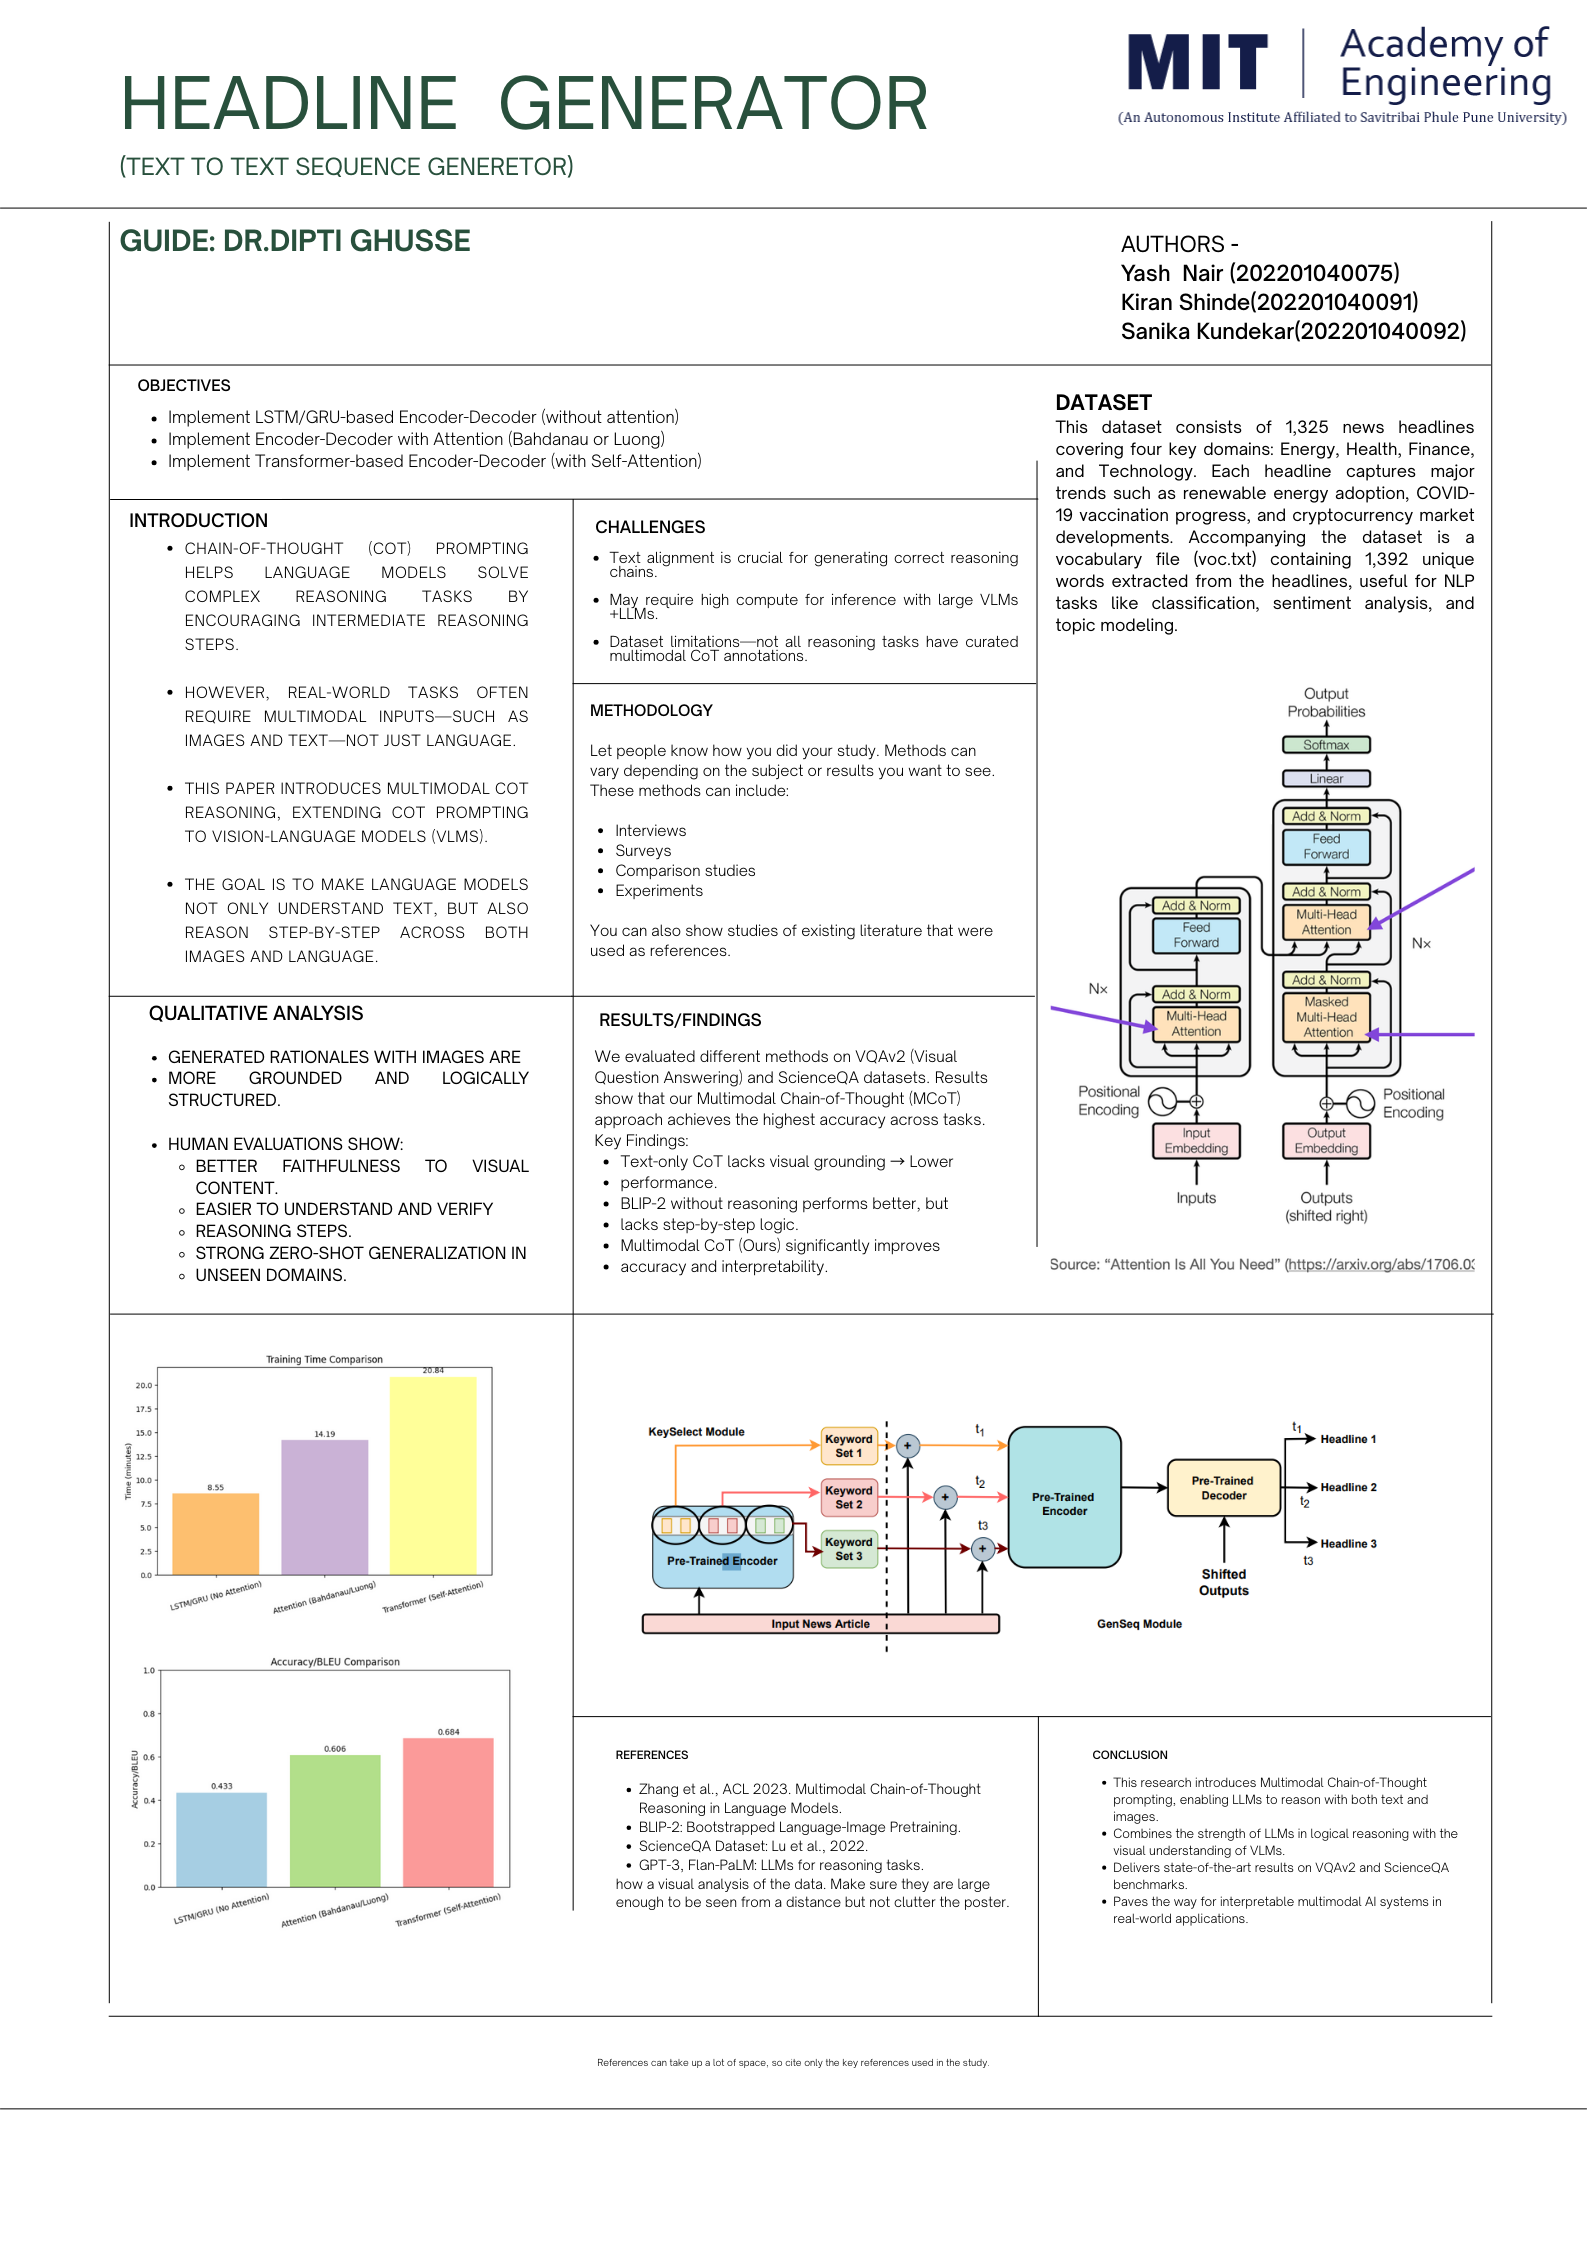 MIT
Academy of
Engineering
(An Autonomous Institute Affiliated to Savitribai Phule Pune University)
HEADLINE GENERATOR
(TEXT TO TEXT SEQUENCE GENERETOR)
GUIDE: DR.DIPTI GHUSSE
AUTHORS -
Yash Nair (202201040075)
Kiran Shinde(202201040091)
Sanika Kundekar(202201040092)
OBJECTIVES
• Implement LSTM/GRU-based Encoder-Decoder (without attention)
• Implement Encoder-Decoder with Attention (Bahdanau or Luong)
• Implement Transformer-based Encoder-Decoder (with Self-Attention)
DATASET
This dataset consists of 1,325 news headlines
covering four key domains: Energy, Health, Finance,
and Technology. Each headline captures major
trends such as renewable energy adoption, COVID-
19 vaccination progress, and cryptocurrency market
developments. Accompanying the dataset is a
vocabulary file (voc.txt) containing 1,392 unique
words extracted from the headlines, useful for NLP
tasks like classification, sentiment analysis, and
topic modeling.
INTRODUCTION
• CHAIN-OF-THOUGHT (COT) PROMPTING
HELPS LANGUAGE MODELS SOLVE
COMPLEX REASONING TASKS BY
ENCOURAGING INTERMEDIATE REASONING
STEPS.
• HOWEVER, REAL-WORLD TASKS OFTEN
REQUIRE MULTIMODAL INPUTS—SUCH AS
IMAGES AND TEXT—NOT JUST LANGUAGE.
• THIS PAPER INTRODUCES MULTIMODAL COT
REASONING, EXTENDING COT PROMPTING
TO VISION-LANGUAGE MODELS (VLMS).
• THE GOAL IS TO MAKE LANGUAGE MODELS
NOT ONLY UNDERSTAND TEXT, BUT ALSO
REASON STEP-BY-STEP ACROSS BOTH
IMAGES AND LANGUAGE.
CHALLENGES
• Text alignment is crucial for generating correct reasoning
chains.
• May require high compute for inference with large VLMs
+LLMs.
• Dataset limitations—not all reasoning tasks have curated
multimodal CoT annotations.
METHODOLOGY
Let people know how you did your study. Methods can
vary depending on the subject or results you want to see.
These methods can include:
• Interviews
• Surveys
• Comparison studies
• Experiments
You can also show studies of existing literature that were
used as references.
Output
Probabilities
Softmax
Linear
Add & Norm
Feed
Forward
Add & Norm
Multi-Head
Attention
Nx
Add & Norm
Masked
Multi-Head
Attention
Add & Norm
Feed
Forward
Nx
Add & Norm
Multi-Head
Attention
Positional
Encoding
Positional
Encoding
Input
Embedding
Output
Embedding
Inputs
Outputs
(shifted right)
Source: “Attention Is All You Need” (https://arxiv.org/abs/1706.03
QUALITATIVE ANALYSIS
• GENERATED RATIONALES WITH IMAGES ARE
• MORE GROUNDED AND LOGICALLY
STRUCTURED.
• HUMAN EVALUATIONS SHOW:
◦ BETTER FAITHFULNESS TO VISUAL
CONTENT.
◦ EASIER TO UNDERSTAND AND VERIFY
◦ REASONING STEPS.
◦ STRONG ZERO-SHOT GENERALIZATION IN
◦ UNSEEN DOMAINS.
RESULTS/FINDINGS
We evaluated different methods on VQAv2 (Visual
Question Answering) and ScienceQA datasets. Results
show that our Multimodal Chain-of-Thought (MCoT)
approach achieves the highest accuracy across tasks.
Key Findings:
• Text-only CoT lacks visual grounding → Lower
• performance.
• BLIP-2 without reasoning performs better, but
• lacks step-by-step logic.
• Multimodal CoT (Ours) significantly improves
• accuracy and interpretability.
Training Time Comparison
Time (minutes)
20.0
17.5
15.0
12.5
10.0
7.5
5.0
2.5
0.0
8.55
14.19
20.84
LSTM/GRU (No Attention)
Attention (Bahdanau/Luong)
Transformer (Self-Attention)
Accuracy/BLEU Comparison
Accuracy/BLEU
1.0
0.8
0.6
0.4
0.2
0.0
0.433
0.606
0.684
LSTM/GRU (No Attention)
Attention (Bahdanau/Luong)
Transformer (Self-Attention)
KeySelect Module
Keyword
Set 1
Keyword
Set 2
Keyword
Set 3
Pre-Trained Encoder
Input News Article
+
+
+
t1
t2
t3
Pre-Trained
Encoder
Pre-Trained
Decoder
Shifted
Outputs
GenSeq Module
t1
Headline 1
Headline 2
t2
Headline 3
t3
REFERENCES
• Zhang et al., ACL 2023. Multimodal Chain-of-Thought
Reasoning in Language Models.
• BLIP-2: Bootstrapped Language-Image Pretraining.
• ScienceQA Dataset: Lu et al., 2022.
• GPT-3, Flan-PaLM: LLMs for reasoning tasks.
how a visual analysis of the data. Make sure they are large
enough to be seen from a distance but not clutter the poster.
CONCLUSION
• This research introduces Multimodal Chain-of-Thought
prompting, enabling LLMs to reason with both text and
images.
• Combines the strength of LLMs in logical reasoning with the
visual understanding of VLMs.
• Delivers state-of-the-art results on VQAv2 and ScienceQA
benchmarks.
• Paves the way for interpretable multimodal AI systems in
real-world applications.
References can take up a lot of space, so cite only the key references used in the study.